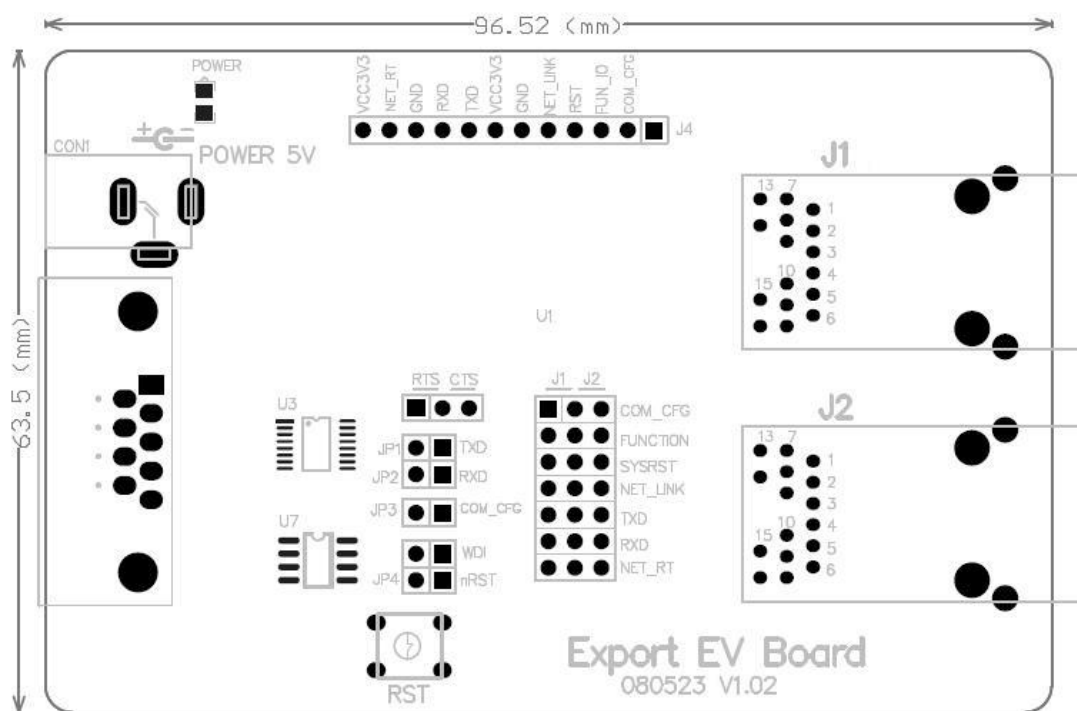 96.52 (mm)
63.5 (mm)
POWER
VCC3V3
NET_RT
GND
RXD
TXD
VCC3V3
GND
NET_LINK
RST
FUN_IO
COM_CFG
J4
CON1
+ -
POWER 5V
J1
13 7
1
2
3
10
4
15
5
6
U1
RTS CTS
J1 J2
COM_CFG
FUNCTION
SYSRST
NET_LINK
TXD
RXD
NET_RT
U3
JP1 TXD
JP2 RXD
JP3 COM_CFG
U7
WDI
JP4 nRST
RST
J2
13 7
1
2
3
10
4
15
5
6
Export EV Board
080523 V1.02